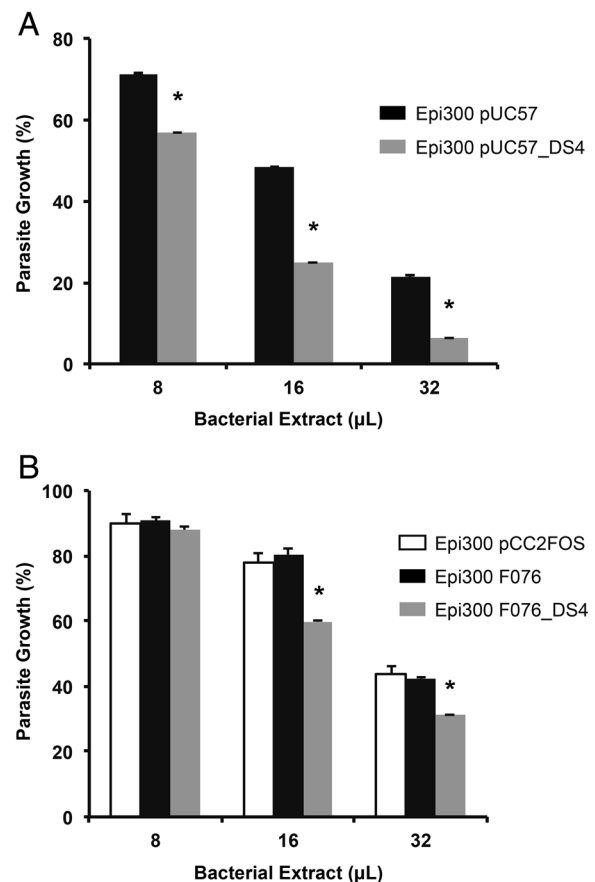 A
80
60
40
20
0
Parasite Growth (%)
*
*
*
Epi300 pUC57
Epi300 pUC57_DS4
8 16 32
Bacterial Extract (µL)
B
100
80
60
40
20
0
Parasite Growth (%)
*
*
Epi300 pCC2FOS
Epi300 F076
Epi300 F076_DS4
8 16 32
Bacterial Extract (µL)